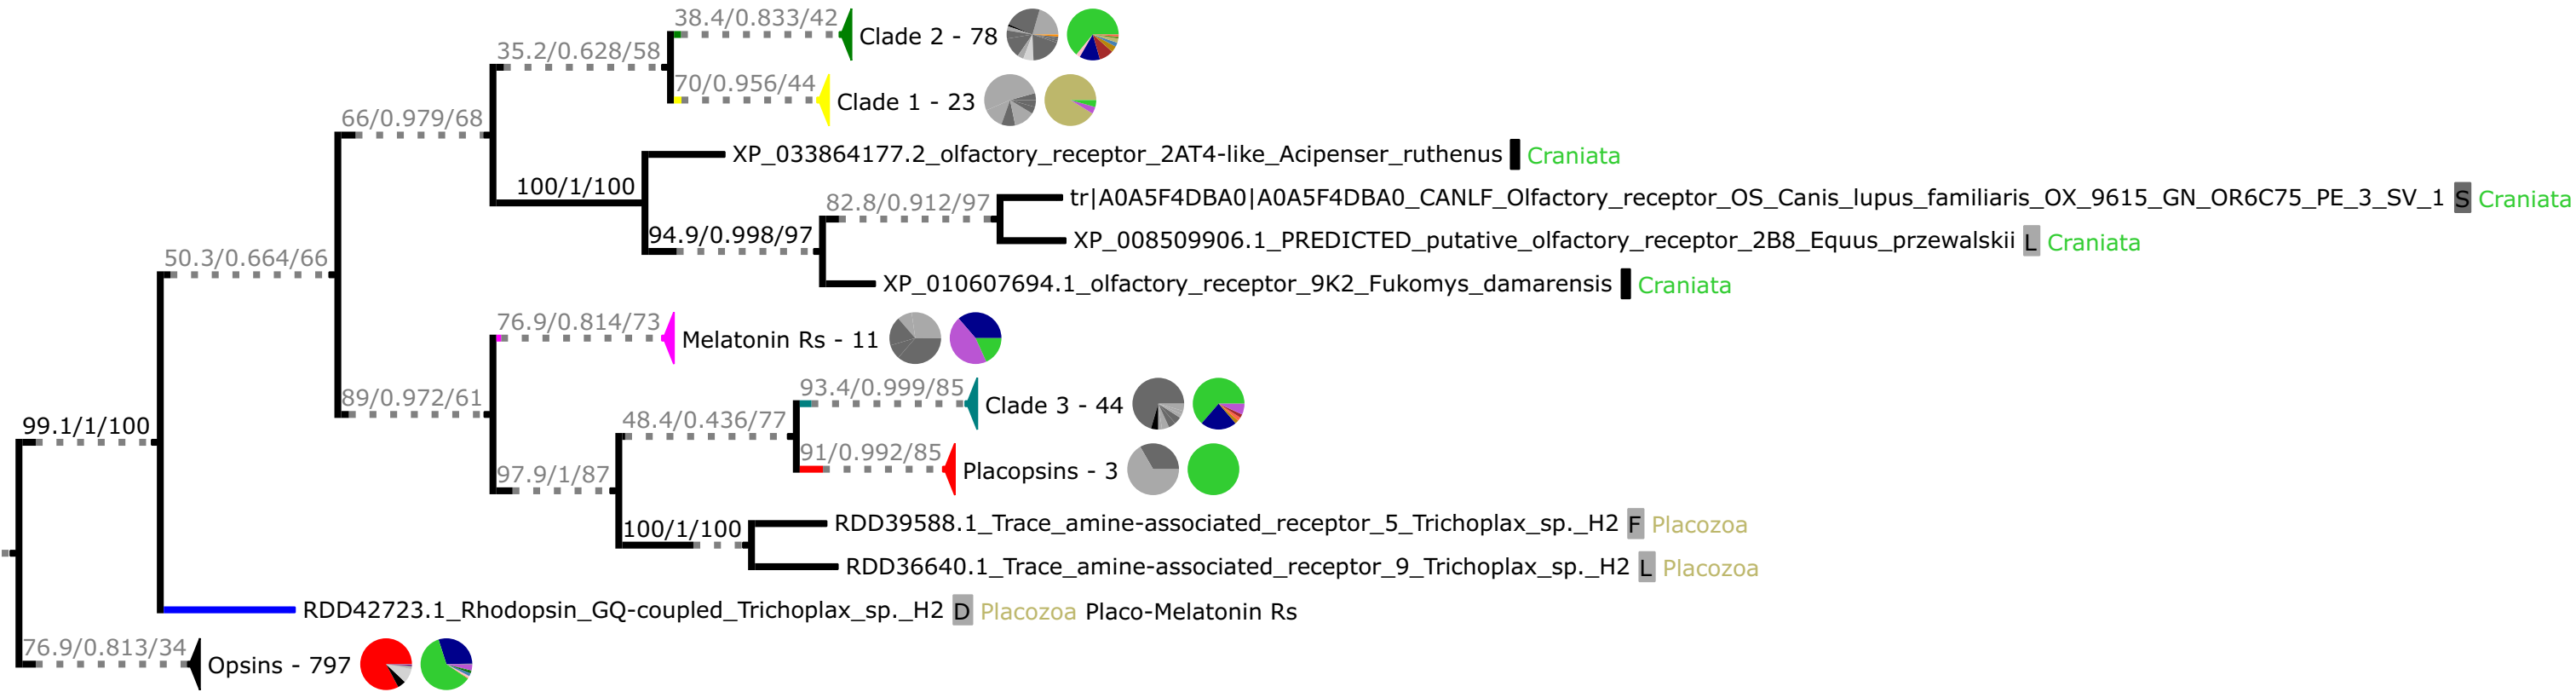 38.4/0.833/42
Clade 2 - 78
35.2/0.628/58
70/0.956/44
Clade 1 - 23
66/0.979/68
XP_033864177.2_olfactory_receptor_2AT4-like_Acipenser_ruthenus Craniata
100/1/100
82.8/0.912/97
tr|A0A5F4DBA0|A0A5F4DBA0_CANLF_Olfactory_receptor_OS_Canis_lupus_familiaris_OX_9615_GN_OR6C75_PE_3_SV_1 S Craniata
94.9/0.998/97
XP_008509906.1_PREDICTED_putative_olfactory_receptor_2B8_Equus_przewalskii L Craniata
50.3/0.664/66
XP_010607694.1_olfactory_receptor_9K2_Fukomys_damarensis Craniata
76.9/0.814/73
Melatonin Rs - 11
89/0.972/61
93.4/0.999/85
Clade 3 - 44
48.4/0.436/77
99.1/1/100
91/0.992/85
Placopsins - 3
97.9/1/87
100/1/100
RDD39588.1_Trace_amine-associated_receptor_5_Trichoplax_sp._H2 F Placozoa
RDD36640.1_Trace_amine-associated_receptor_9_Trichoplax_sp._H2 L Placozoa
RDD42723.1_Rhodopsin_GQ-coupled_Trichoplax_sp._H2 D Placozoa Placo-Melatonin Rs
76.9/0.813/34
Opsins - 797